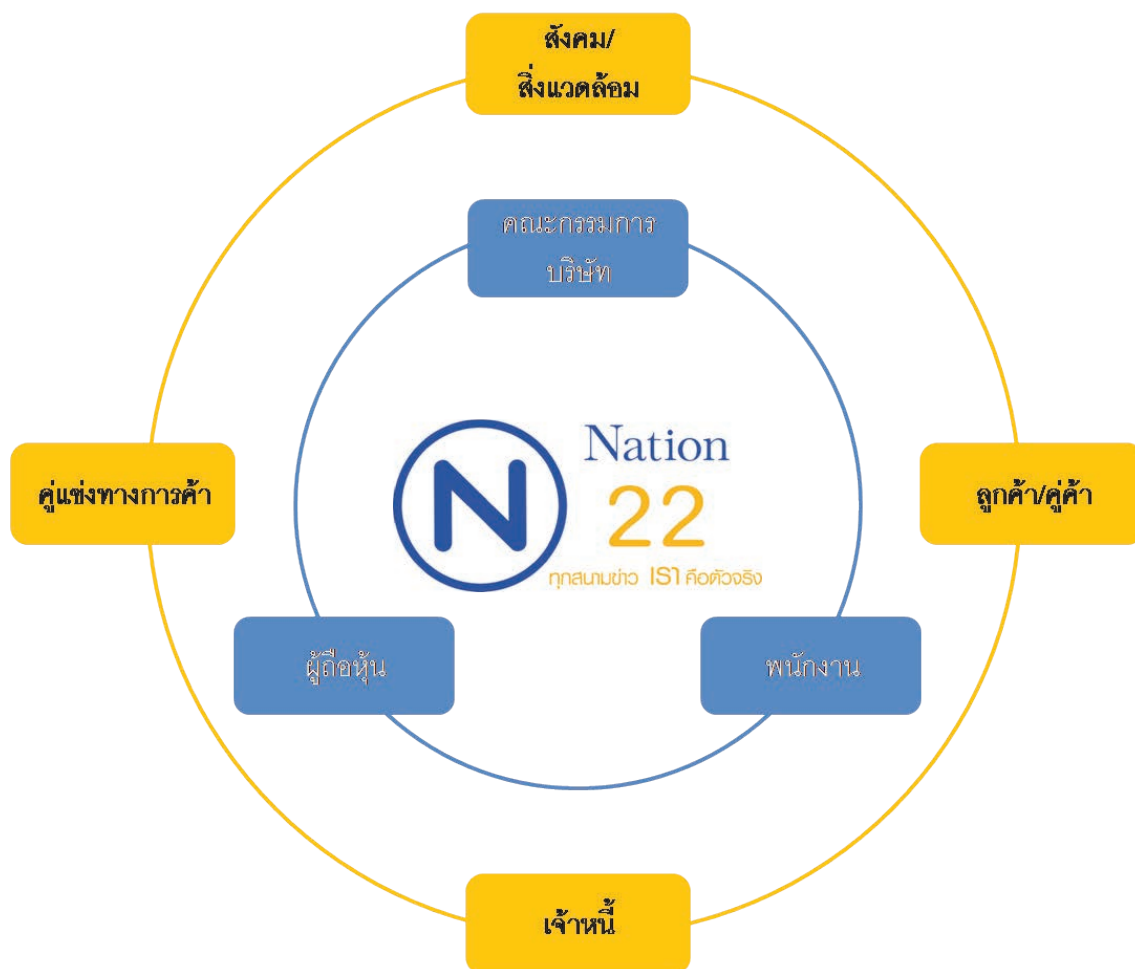 สังคม/
สิ่งแวดล้อม
คณะกรรมการ
บริษัท
N
Nation
22
ทุกสนามข่าว เรา คือตัวจริง
คู่แข่งทางการค้า
ลูกค้า/คู่ค้า
ผู้ถือหุ้น
พนักงาน
เจ้าหนี้